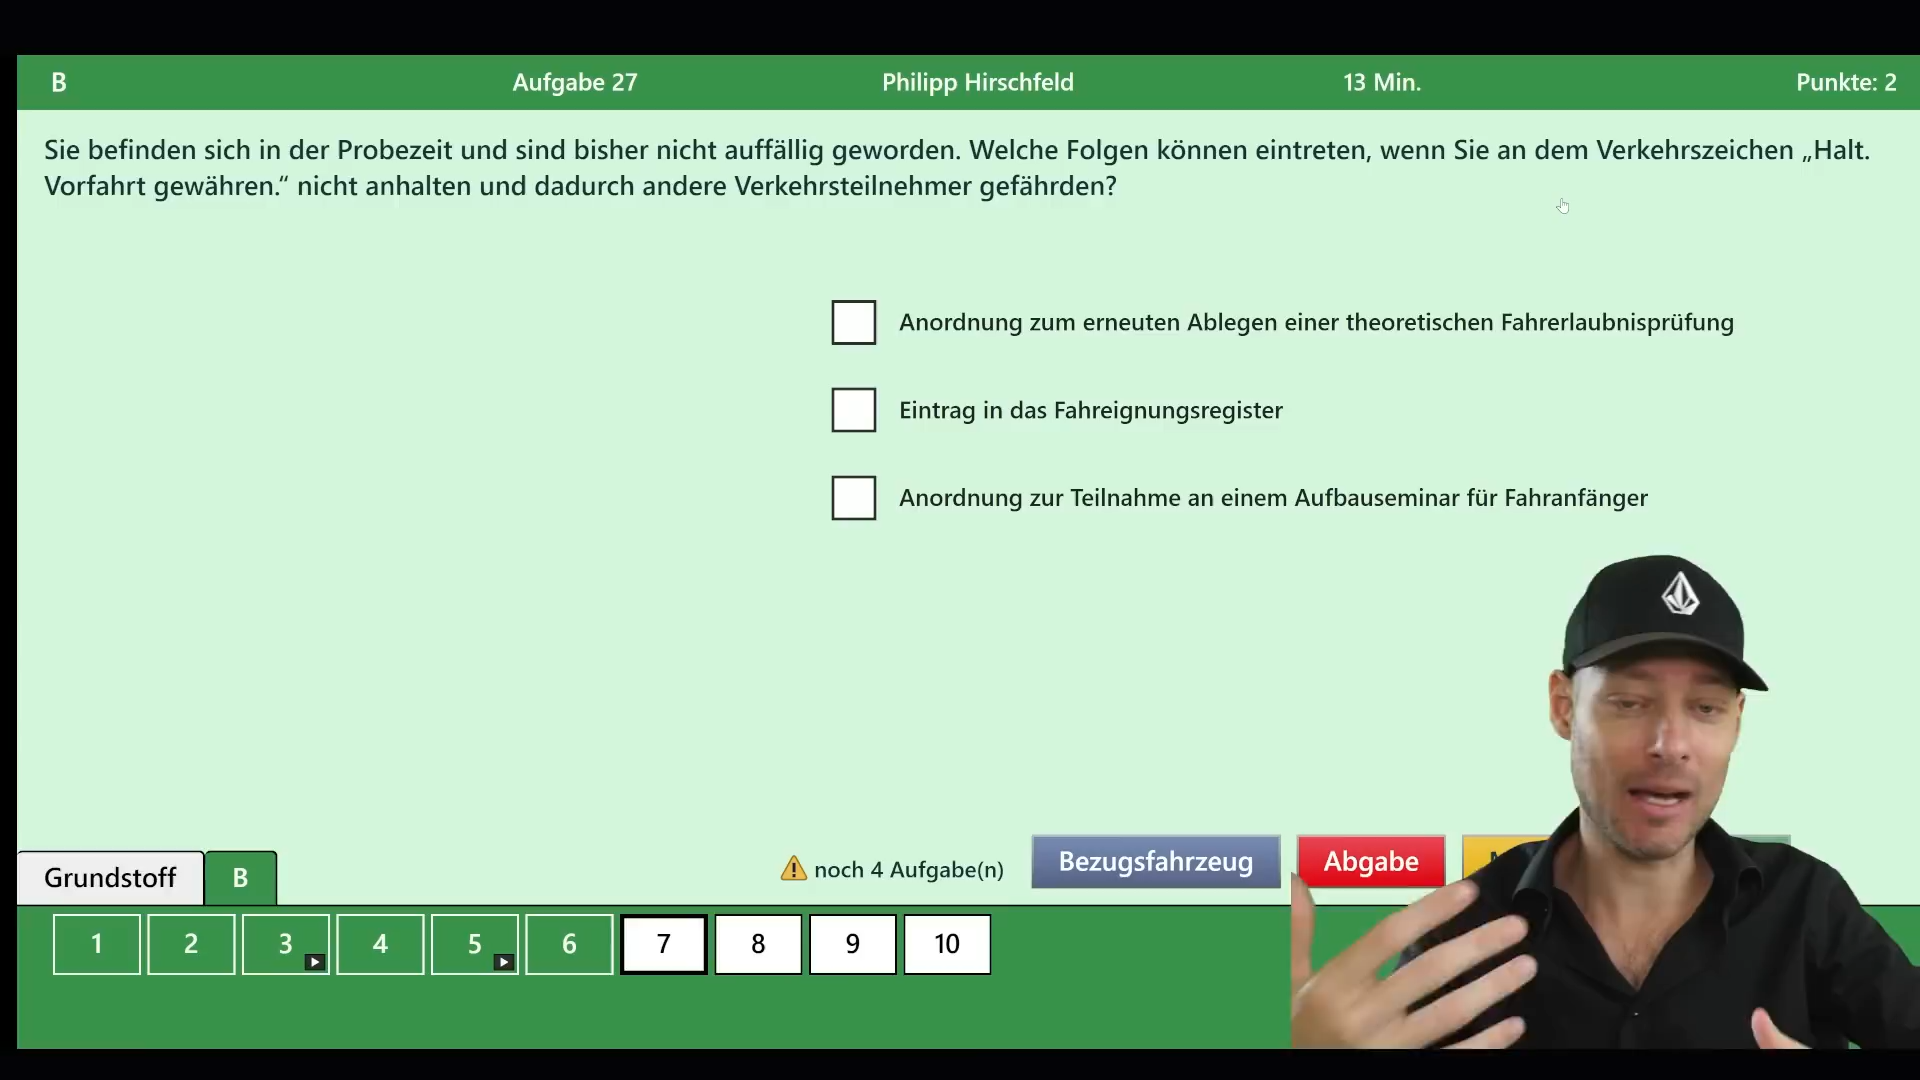 B
Aufgabe 27
Philipp Hirschfeld
13 Min.
Punkte: 2
Sie befinden sich in der Probezeit und sind bisher nicht auffällig geworden. Welche Folgen können eintreten, wenn Sie an dem Verkehrszeichen „Halt.
Vorfahrt gewähren.“ nicht anhalten und dadurch andere Verkehrsteilnehmer gefährden?
Anordnung zum erneuten Ablegen einer theoretischen Fahrerlaubnisprüfung
Eintrag in das Fahreignungsregister
Anordnung zur Teilnahme an einem Aufbauseminar für Fahranfänger
Grundstoff
B
noch 4 Aufgabe(n)
Bezugsfahrzeug
Abgabe
1
2
3
4
5
6
7
8
9
10